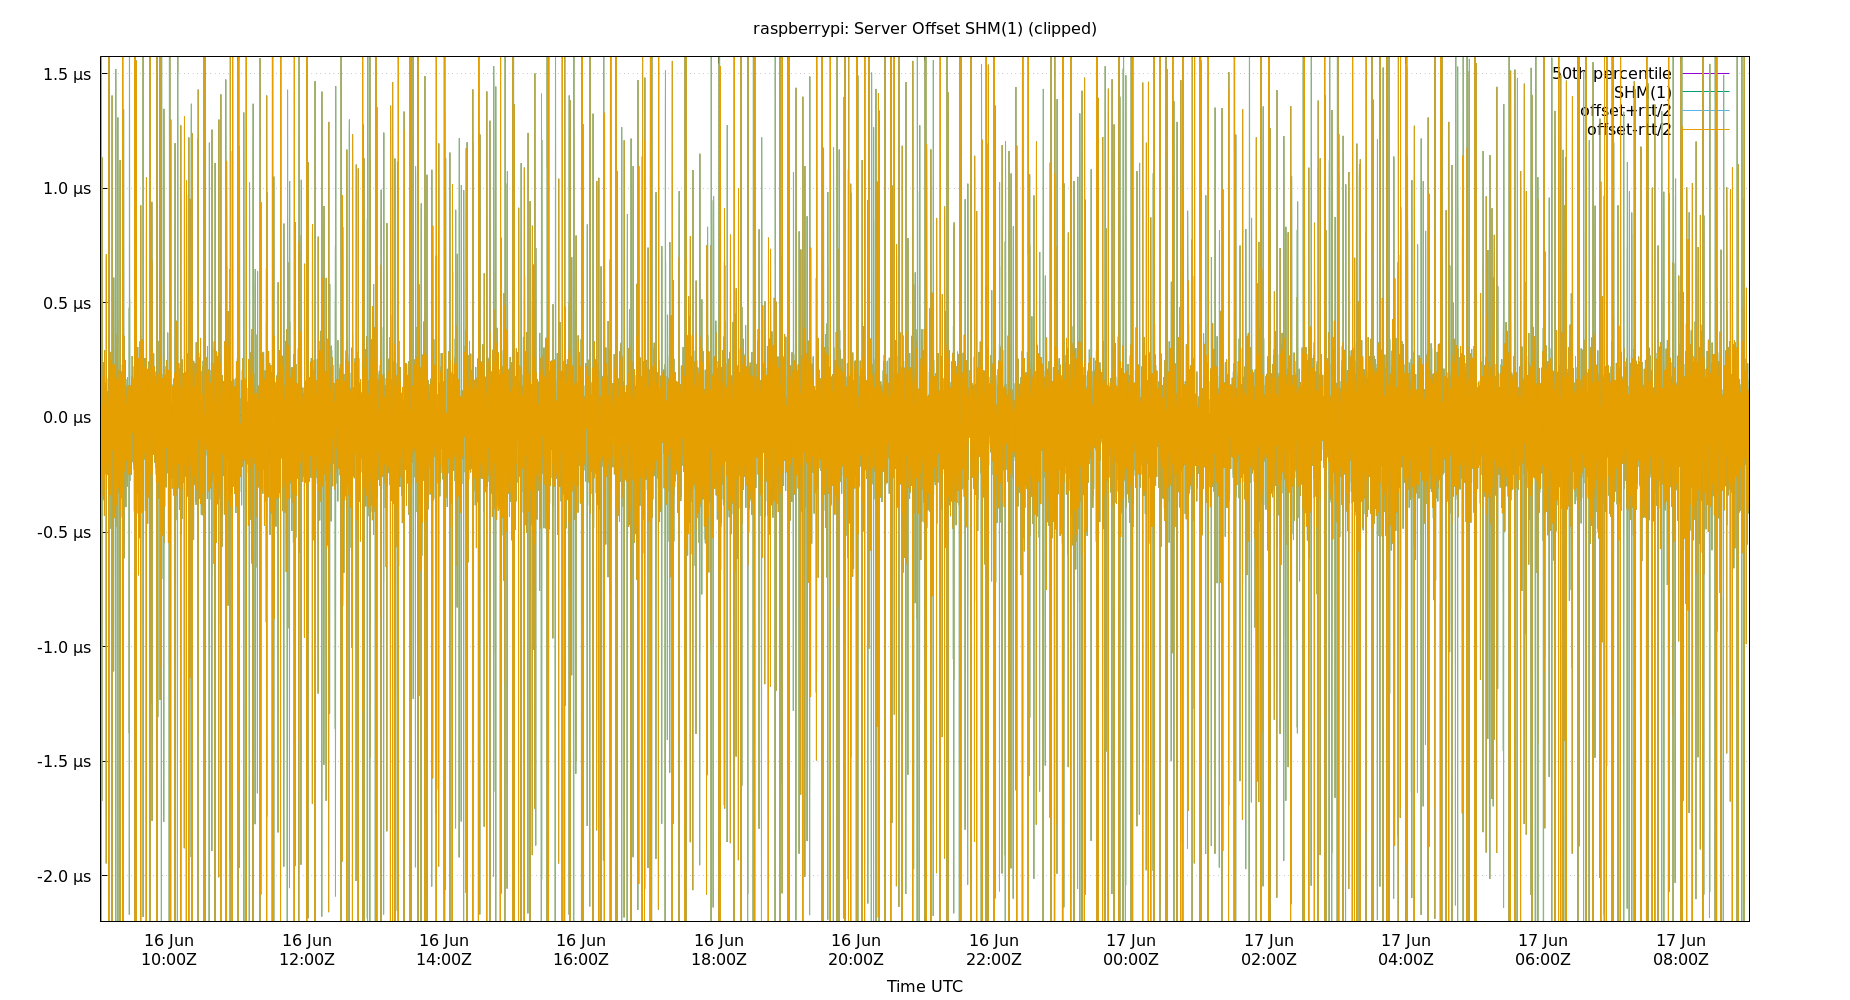 raspberrypi: Server Offset SHM(1) (clipped)
1.5 µs
1.0 µs
0.5 µs
0.0 µs
-0.5 µs
-1.0 µs
-1.5 µs
-2.0 µs
50th percentile
SHM(1)
offset+rtt/2
offset-rtt/2
16 Jun 16 Jun 16 Jun 16 Jun 16 Jun 16 Jun 16 Jun 17 Jun 17 Jun 17 Jun 17 Jun 17 Jun
10:00Z 12:00Z 14:00Z 16:00Z 18:00Z 20:00Z 22:00Z 00:00Z 02:00Z 04:00Z 06:00Z 08:00Z
Time UTC